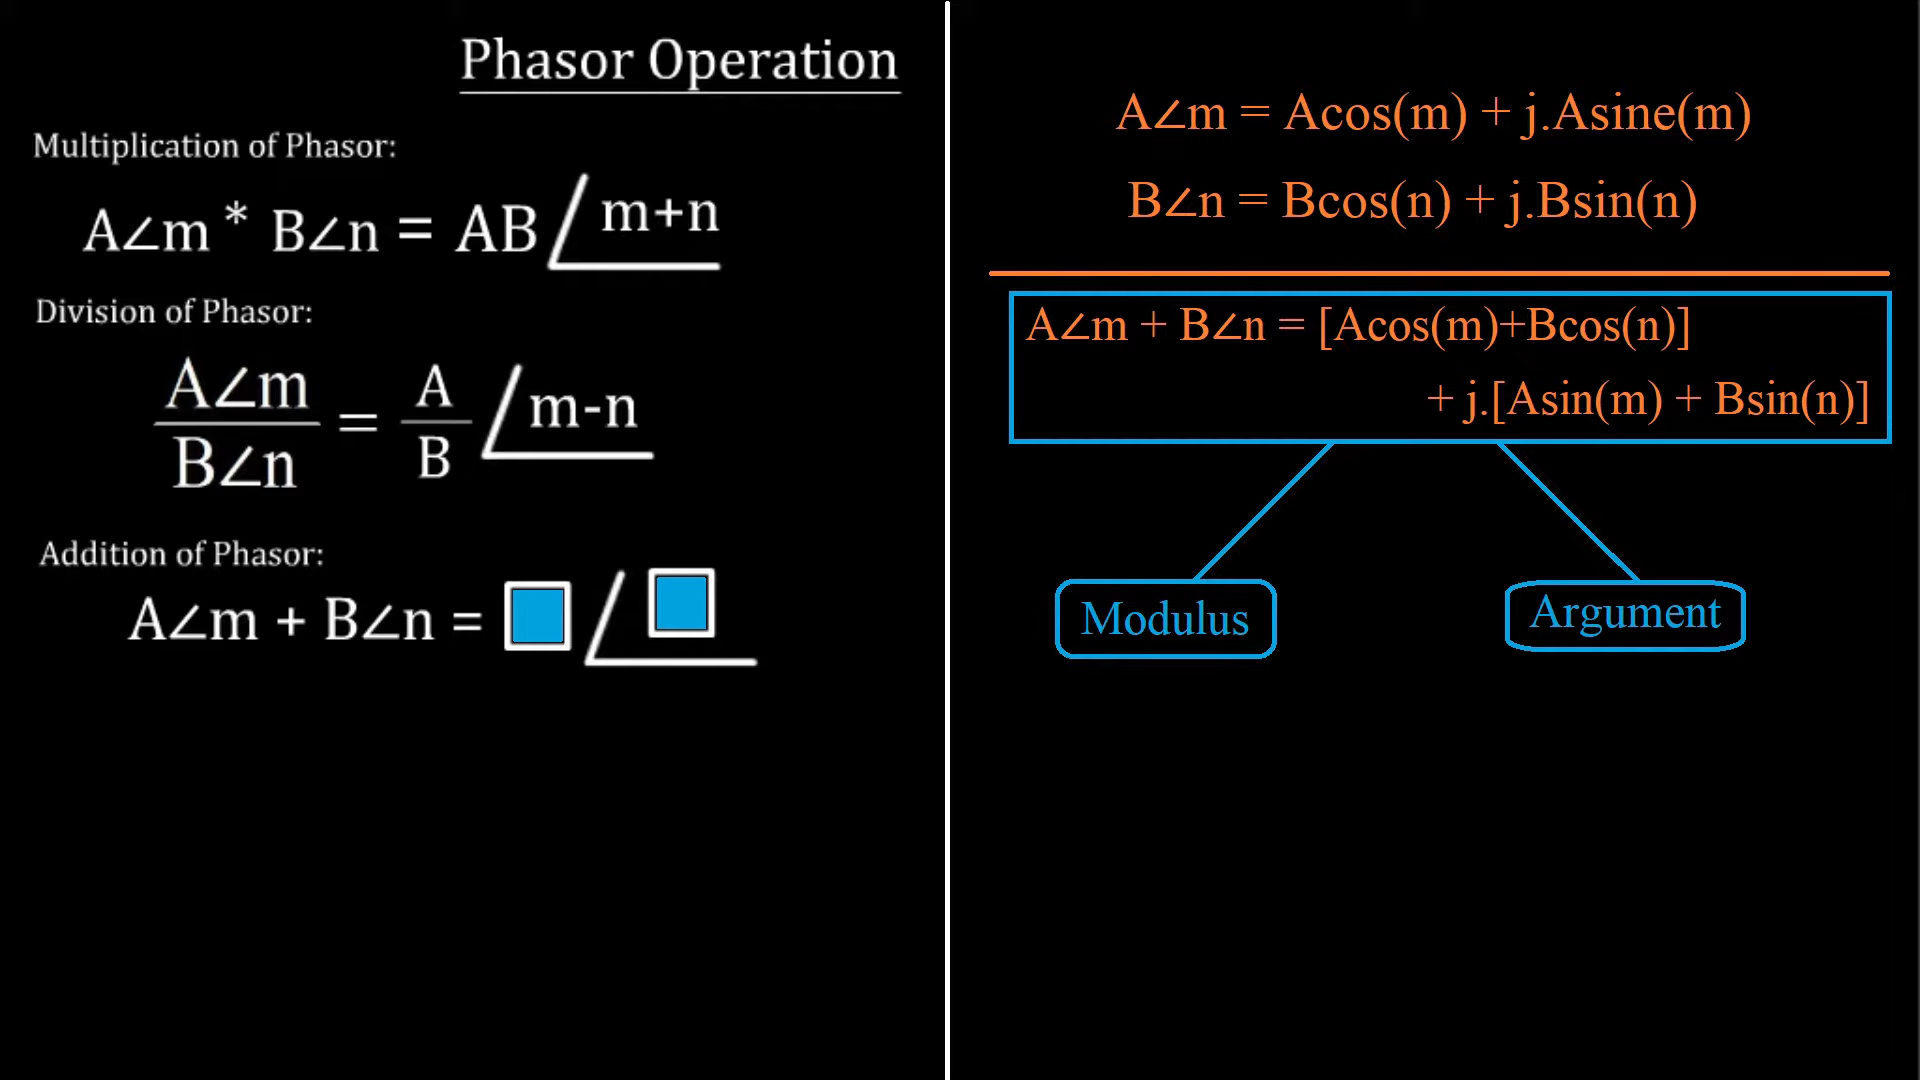 Phasor Operation
Multiplication of Phasor:
A∠m * B∠n = AB∠m+n
Division of Phasor:
A∠m
B∠n
=
A
B
∠m-n
Addition of Phasor:
A∠m + B∠n =
A∠m = Acos(m) + j.Asine(m)
B∠n = Bcos(n) + j.Bsin(n)
A∠m + B∠n = [Acos(m)+Bcos(n)]
+ j.[Asin(m) + Bsin(n)]
Modulus
Argument